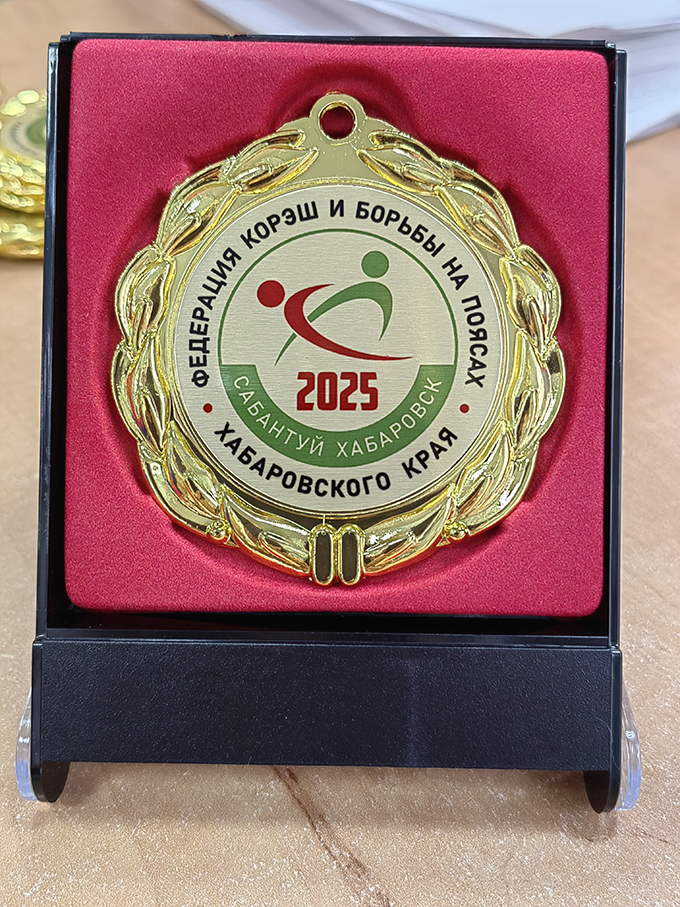 ФЕДЕРАЦИЯ КОРЭШ И БОРЬБЫ НА ПОЯСАХ
2025
САБАНТУЙ ХАБАРОВСК
• ХАБАРОВСКОГО КРАЯ •